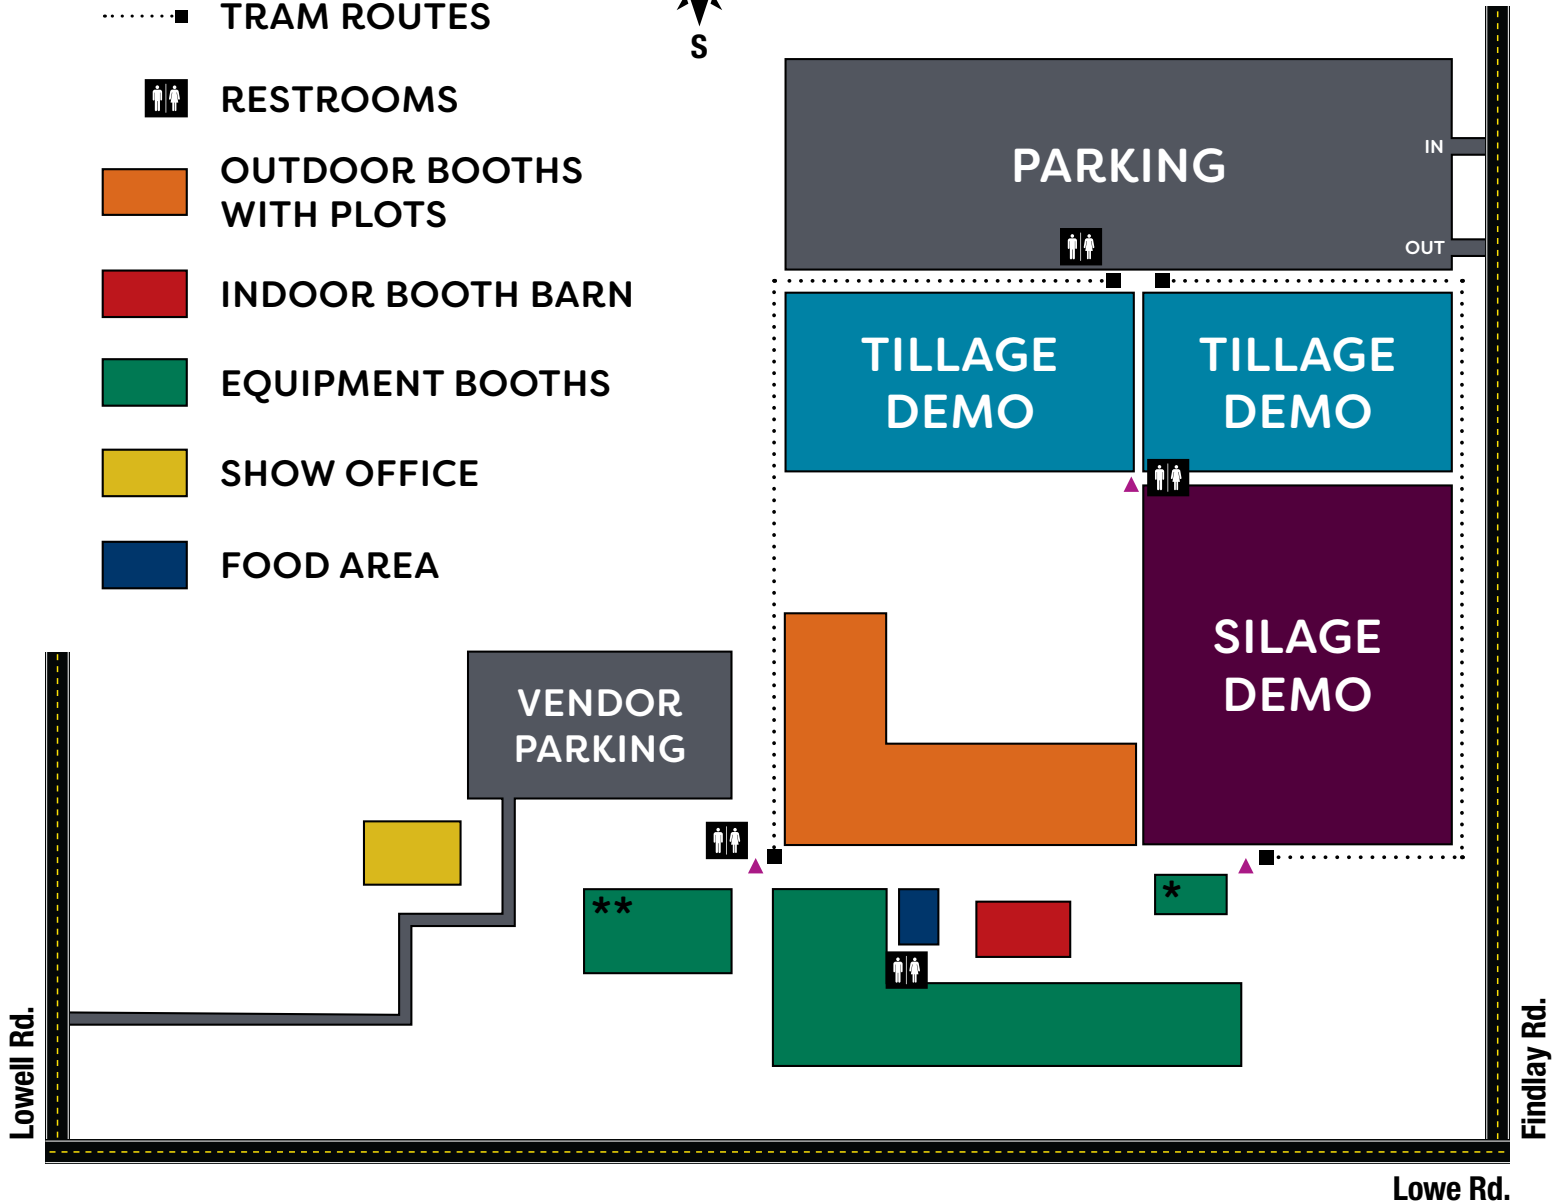 TRAM ROUTES
S
RESTROOMS
OUTDOOR BOOTHS
WITH PLOTS
INDOOR BOOTH BARN
EQUIPMENT BOOTHS
SHOW OFFICE
FOOD AREA
PARKING
IN
OUT
TILLAGE
DEMO
TILLAGE
DEMO
SILAGE
DEMO
VENDOR
PARKING
**
*
Lowell Rd.
Findlay Rd.
Lowe Rd.